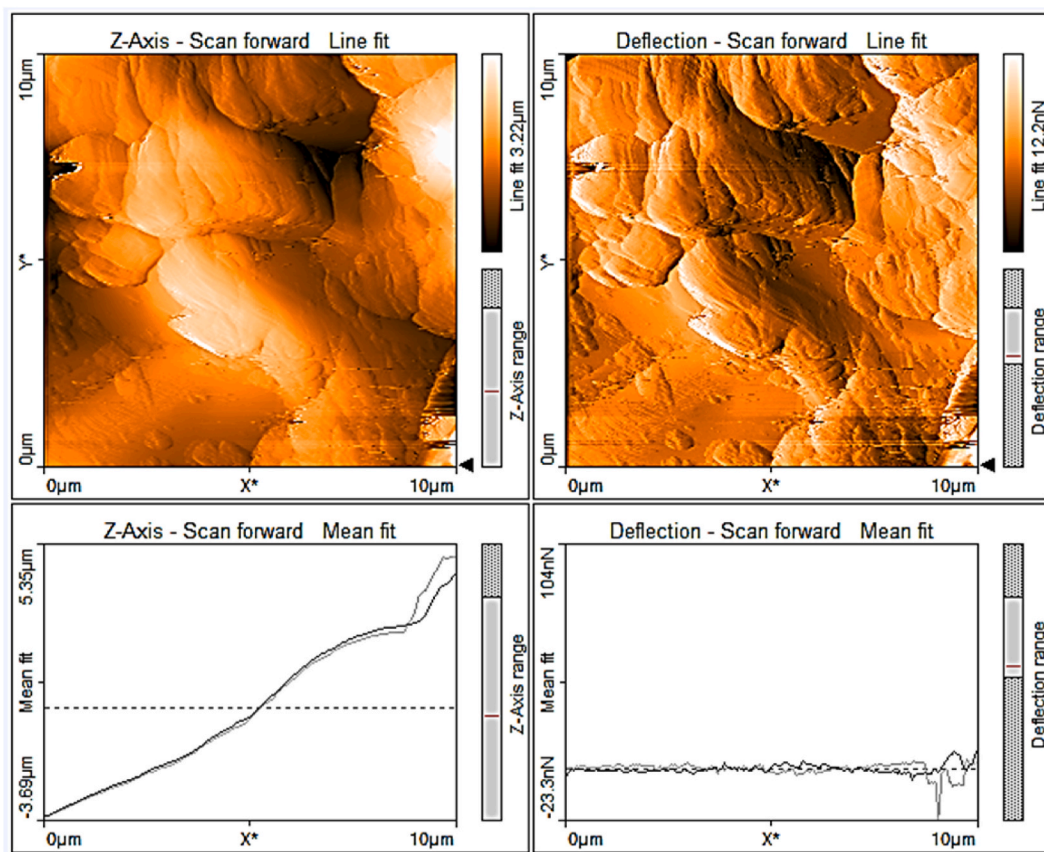 Z-Axis - Scan forward Line fit
10µm
Y*
0µm
0µm
X*
10µm
Line fit 3.22µm
Z-Axis range
Deflection - Scan forward Line fit
10µm
Y*
0µm
0µm
X*
10µm
Line fit 12.2nN
Deflection range
Z-Axis - Scan forward Mean fit
5.35µm
Mean fit
-3.69µm
0µm
X*
10µm
Z-Axis range
Deflection - Scan forward Mean fit
104nN
Mean fit
-23.3nN
0µm
X*
10µm
Deflection range